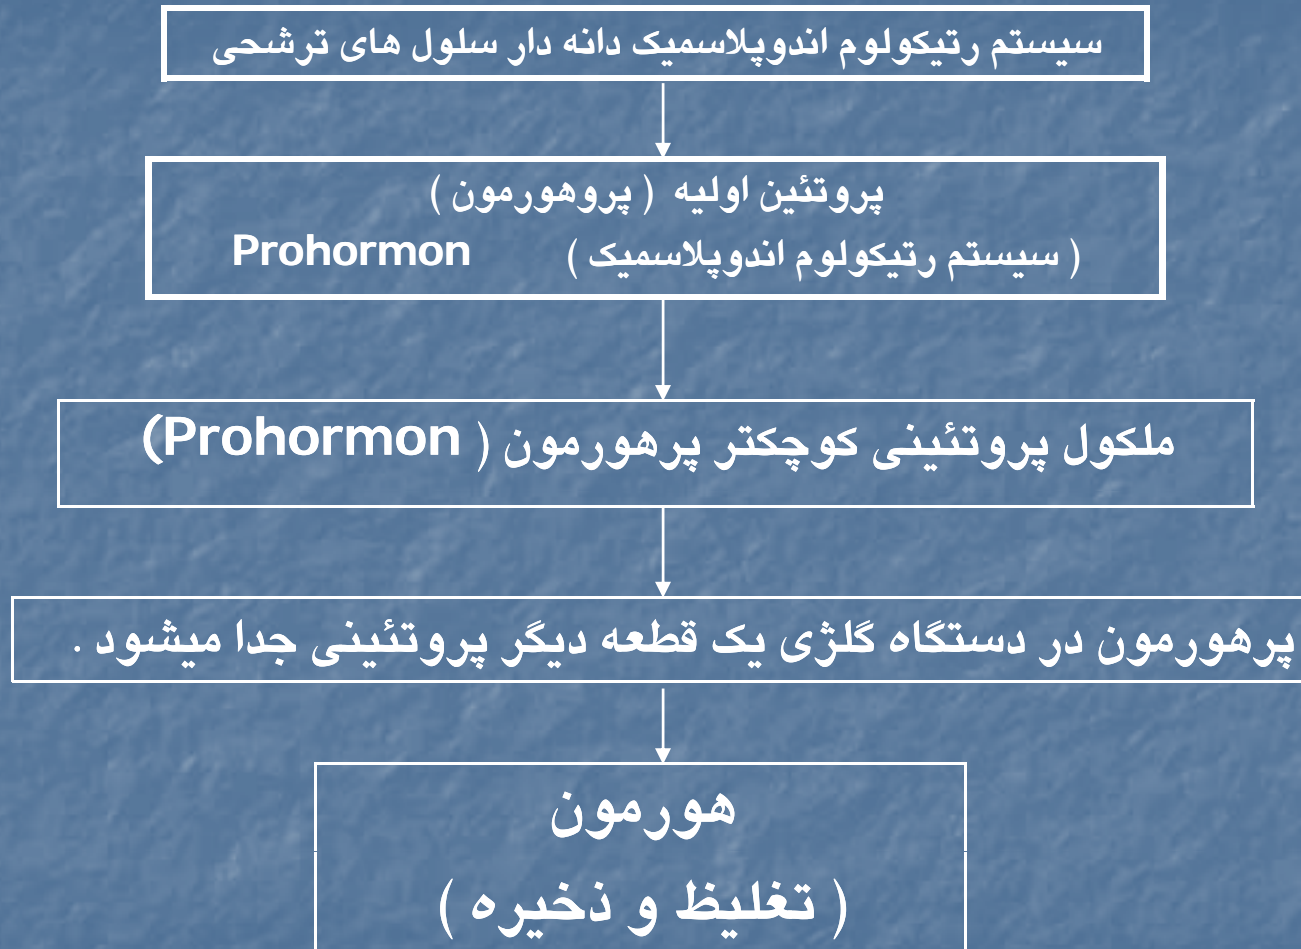 سیستم رتیکولوم اندوپلاسمیک دانه دار سلول های ترشحی
پروتئین اولیه ( پروهورمون )
( سیستم رتیکولوم اندوپلاسمیک ) Prohormon
ملکول پروتئینی کوچکتر پرهورمون ( Prohormon)
پرهورمون در دستگاه گلژی یک قطعه دیگر پروتئینی جدا میشود .
هورمون
( تغلیظ و ذخیره )